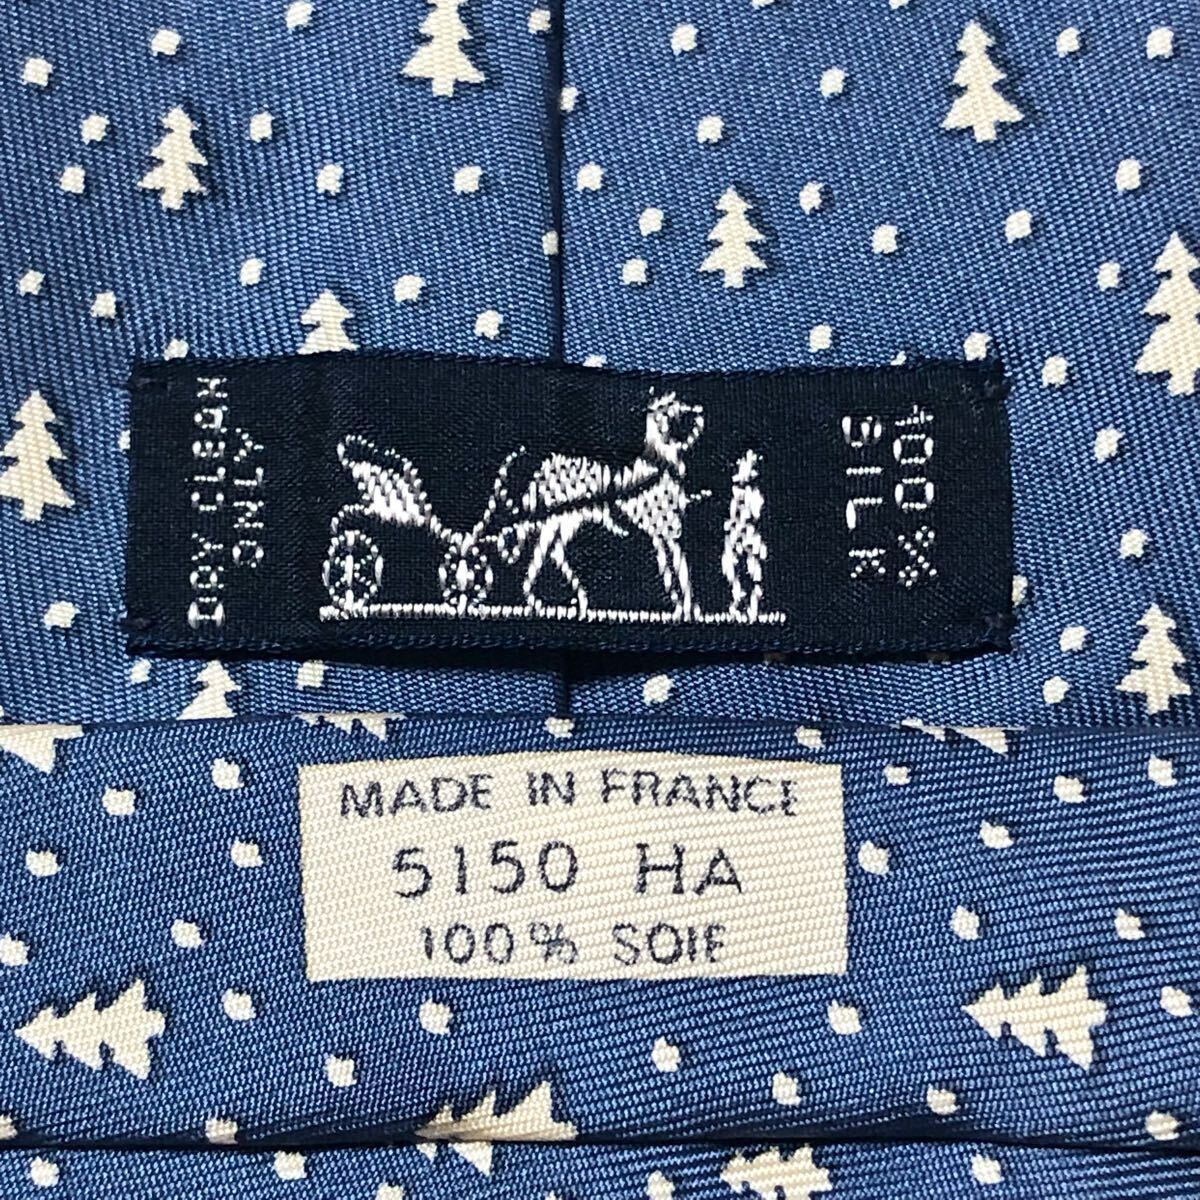 DRY CLEAN
ONLY
100%
SILK
MADE IN FRANCE
5150 HA
100% SOIE